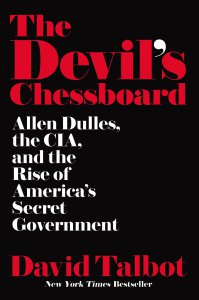 The
Devil's
Chessboard
Allen Dulles,
the CIA,
and the
Rise of
America's
Secret
Government
David Talbot
New York Times Bestseller